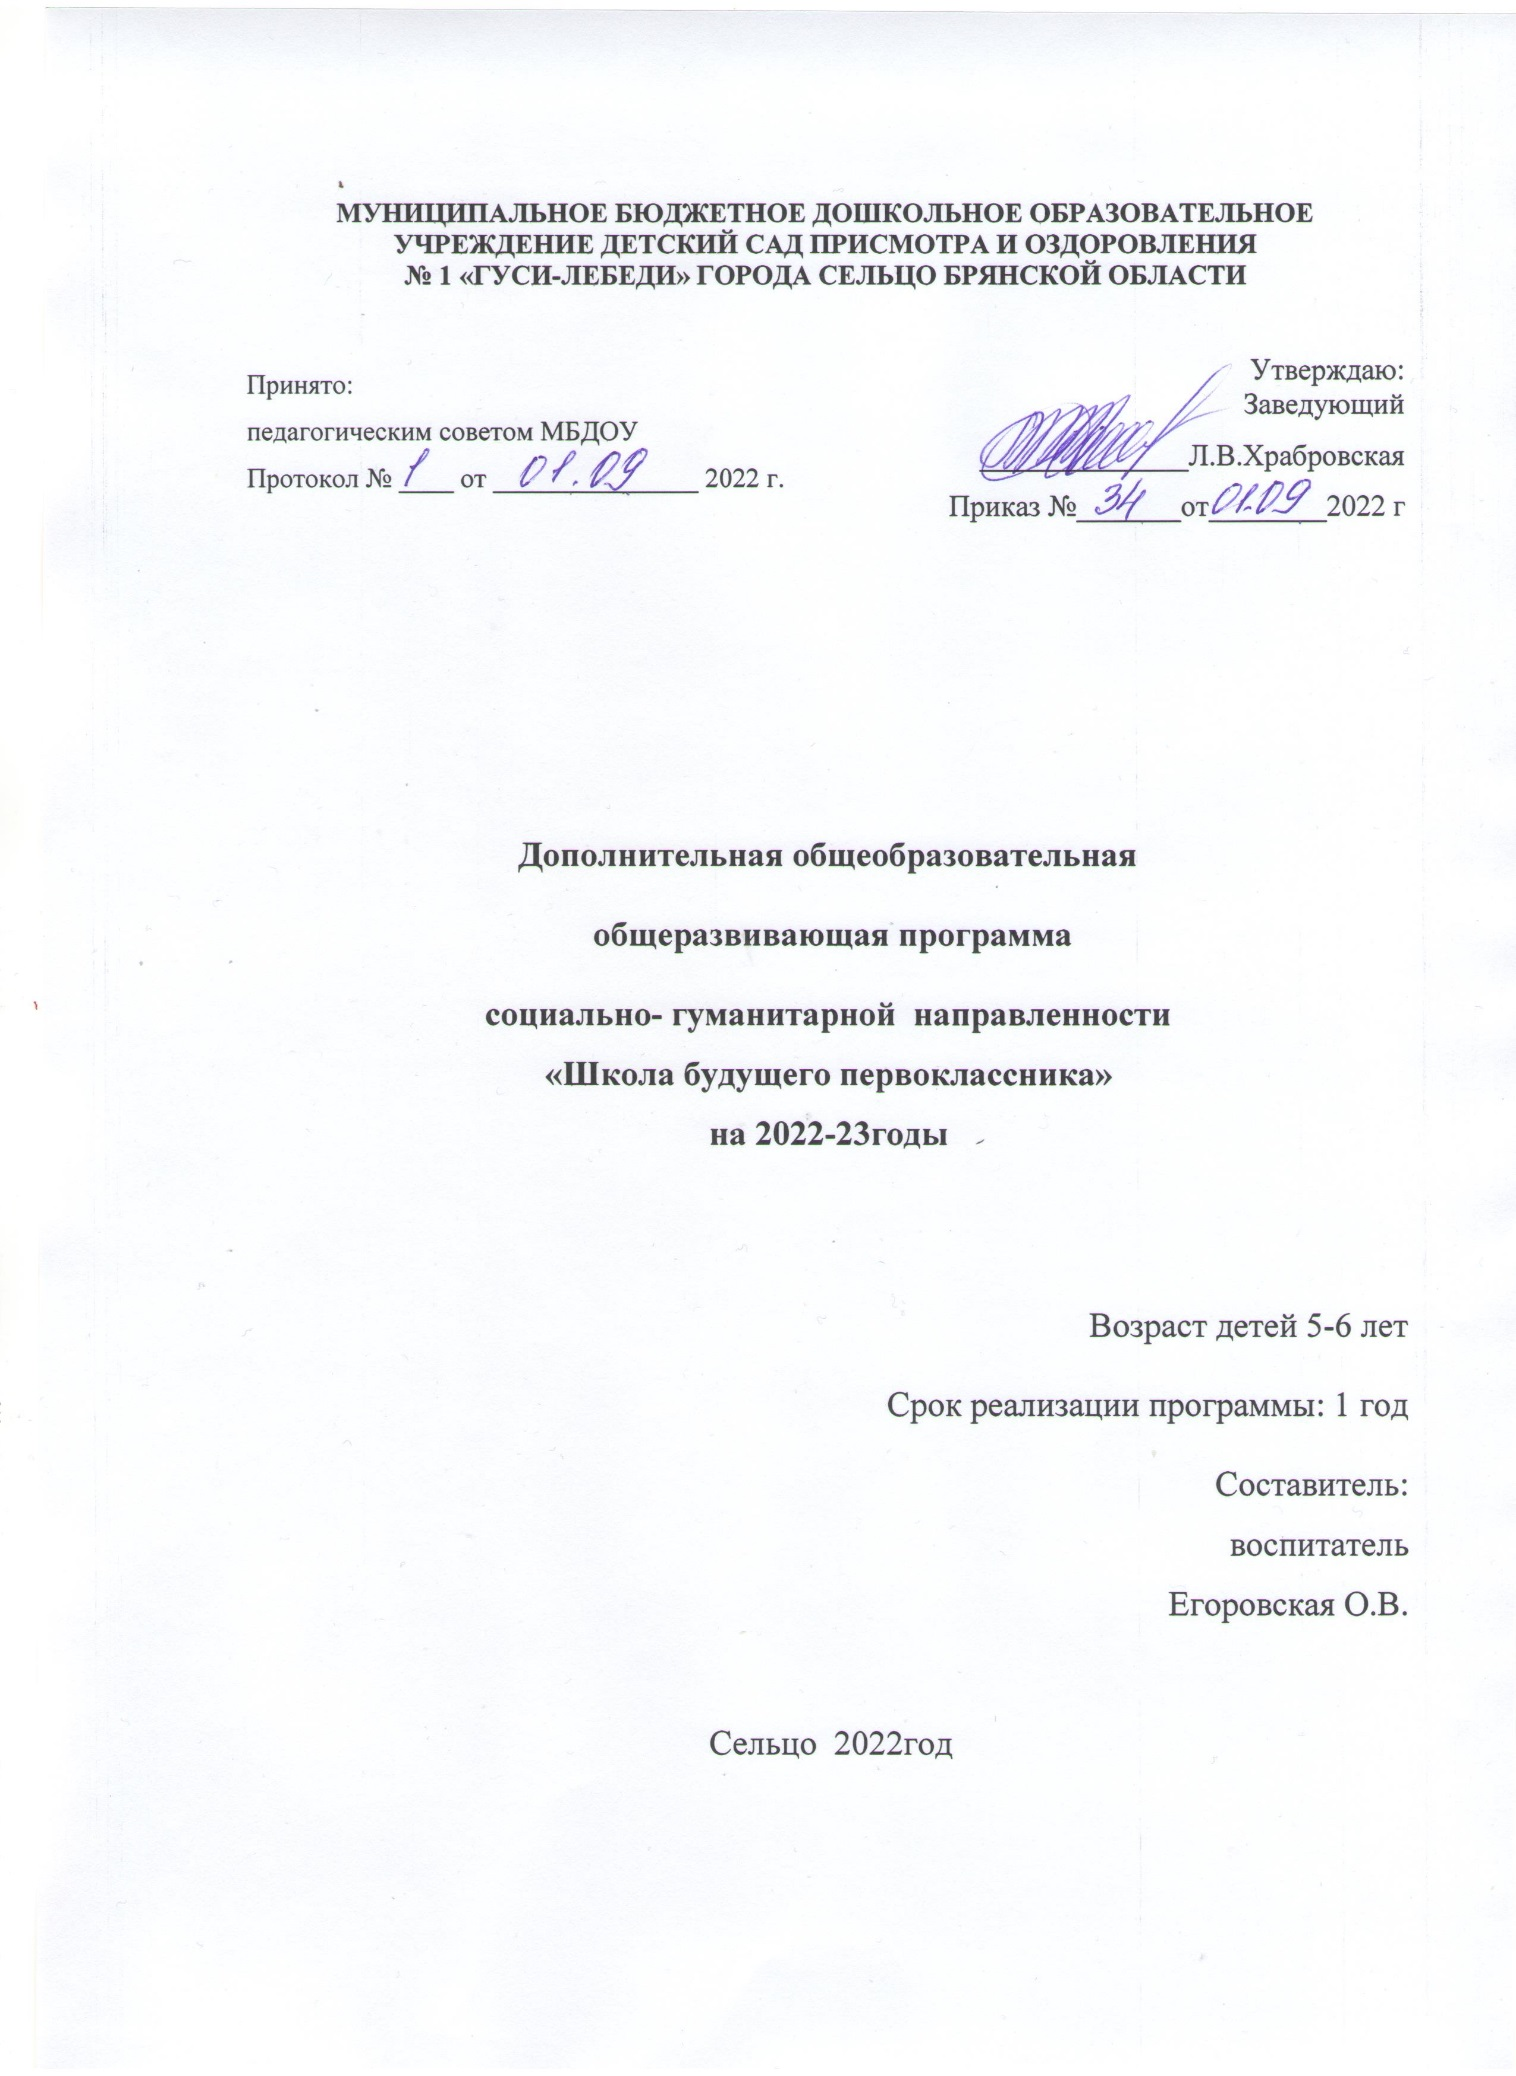 МУНИЦИПАЛЬНОЕ БЮДЖЕТНОЕ ДОШКОЛЬНОЕ ОБРАЗОВАТЕЛЬНОЕ
УЧРЕЖДЕНИЕ ДЕТСКИЙ САД ПРИСМОТРА И ОЗДОРОВЛЕНИЯ
№ 1 «ГУСИ-ЛЕБЕДИ» ГОРОДА СЕЛЬЦО БРЯНСКОЙ ОБЛАСТИ
Принято:
педагогическим советом МБДОУ
Протокол № 1 от 01.09 2022 г.
Утверждаю:
Заведующий
Л.В.Храбровская
Приказ № 34 от 01.09 2022 г
Дополнительная общеобразовательная
общеразвивающая программа
социально- гуманитарной направленности
«Школа будущего первоклассника»
на 2022-23годы
Возраст детей 5-6 лет
Срок реализации программы: 1 год
Составитель:
воспитатель
Егоровская О.В.
Сельцо 2022год